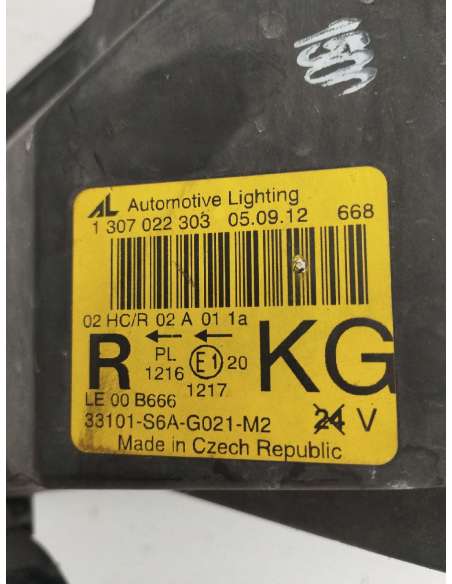 AL Automotive Lighting
1 307 022 303 05.09.12 668
02 HC/R 02 A 01 1a
R ← ← KG
PL E1 20
1216
1217
LE 00 B666
33101-S6A-G021-M2 24 V
Made in Czech Republic